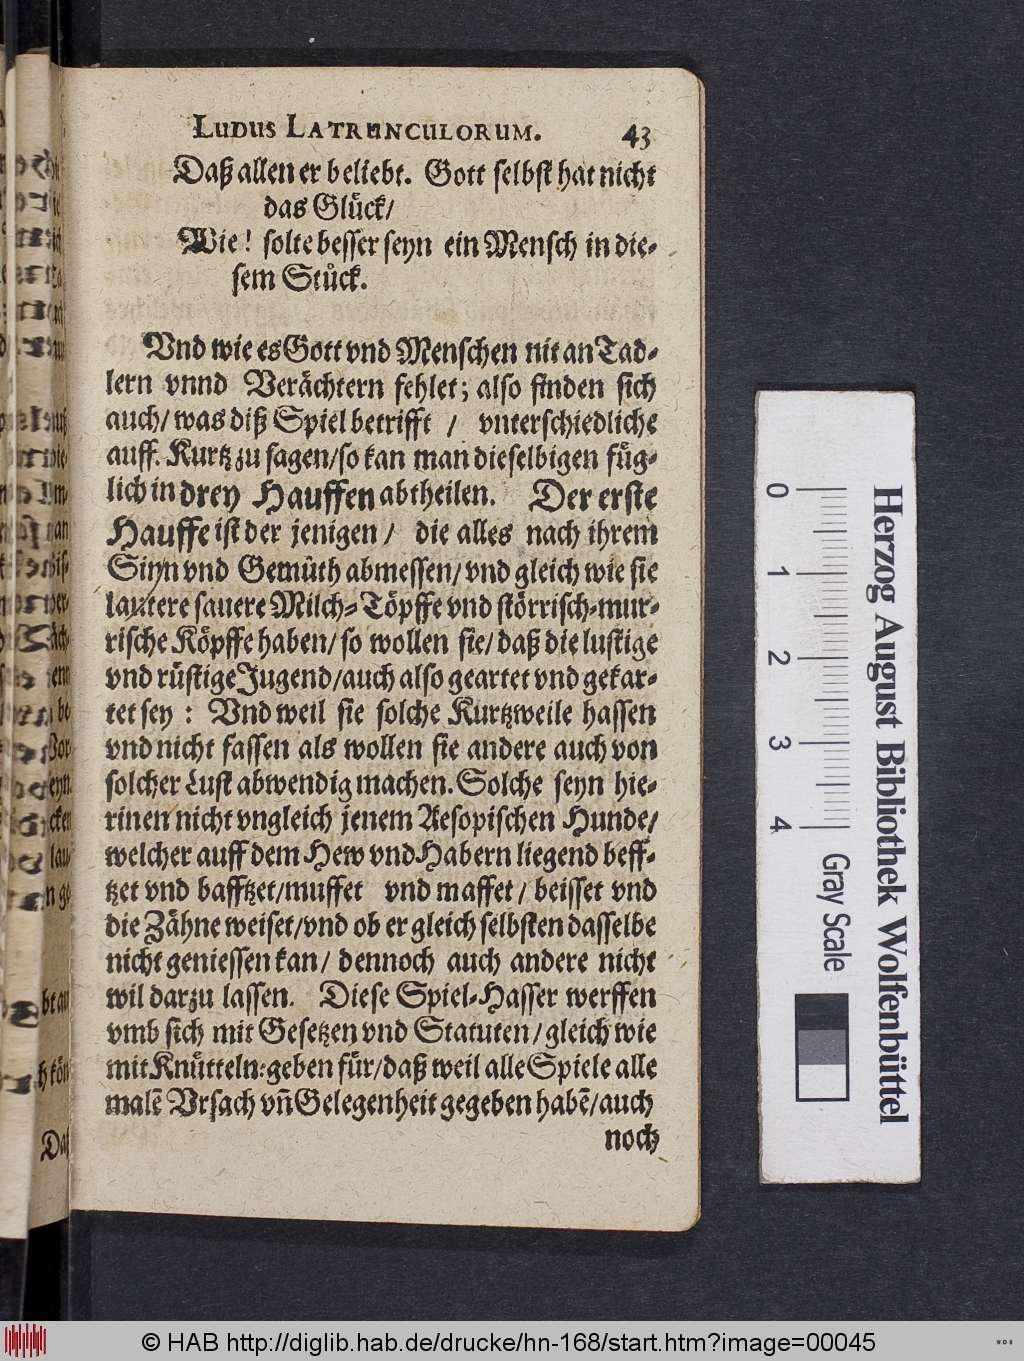 LUDUS LATRUNCULORUM. 43
Daß allen er beliebt. Gott selbst hat nicht
das Glück/
Wie! solte besser seyn ein Mensch in die-
sem Stück.
Vnd wie es Gott vnd Menschen nit an Tad-
lern vnnd Verächtern fehlet; also finden sich
auch/ was diß Spiel betrifft / vnterschiedliche
auff. Kurtz zu sagen/ so kan man dieselbigen füg-
lich in drey Hauffen abtheilen. Der erste
Hauffe ist der jenigen / die alles nach ihrem
Sinn vnd Gemüth abmessen/ vnd gleich wie sie
lautere sauere Milch-Töpffe vnd störrisch-mur-
rische Köpffe haben/ so wollen sie/ daß die lustige
vnd rüstige Jugend/ auch also geartet vnd gekar-
tet sey : Vnd weil sie solche Kurtzweile hassen
vnd nicht fassen als wollen sie andere auch von
solcher Lust abwendig machen. Solche seyn hie-
rinen nicht vngleich jenem Aesopischen Hunde/
welcher auff dem Hew vnd Habern liegend beff-
tzet vnd bafftzet/ muffet vnd maffet / beisset vnd
die Zähne weiset/ vnd ob er gleich selbsten dasselbe
nicht geniessen kan/ dennoch auch andere nicht
wil darzu lassen. Diese Spiel-Hasser werffen
vmb sich mit Gesetzen vnd Statuten/ gleich wie
mit Knütteln: geben für/ daß weil alle Spiele alle
malē Vrsach vn̄ Gelegenheit gegeben habē/ auch
noch
Herzog August Bibliothek Wolfenbüttel
0 1 2 3 4 Gray Scale
© HAB http://diglib.hab.de/drucke/hn-168/start.htm?image=00045